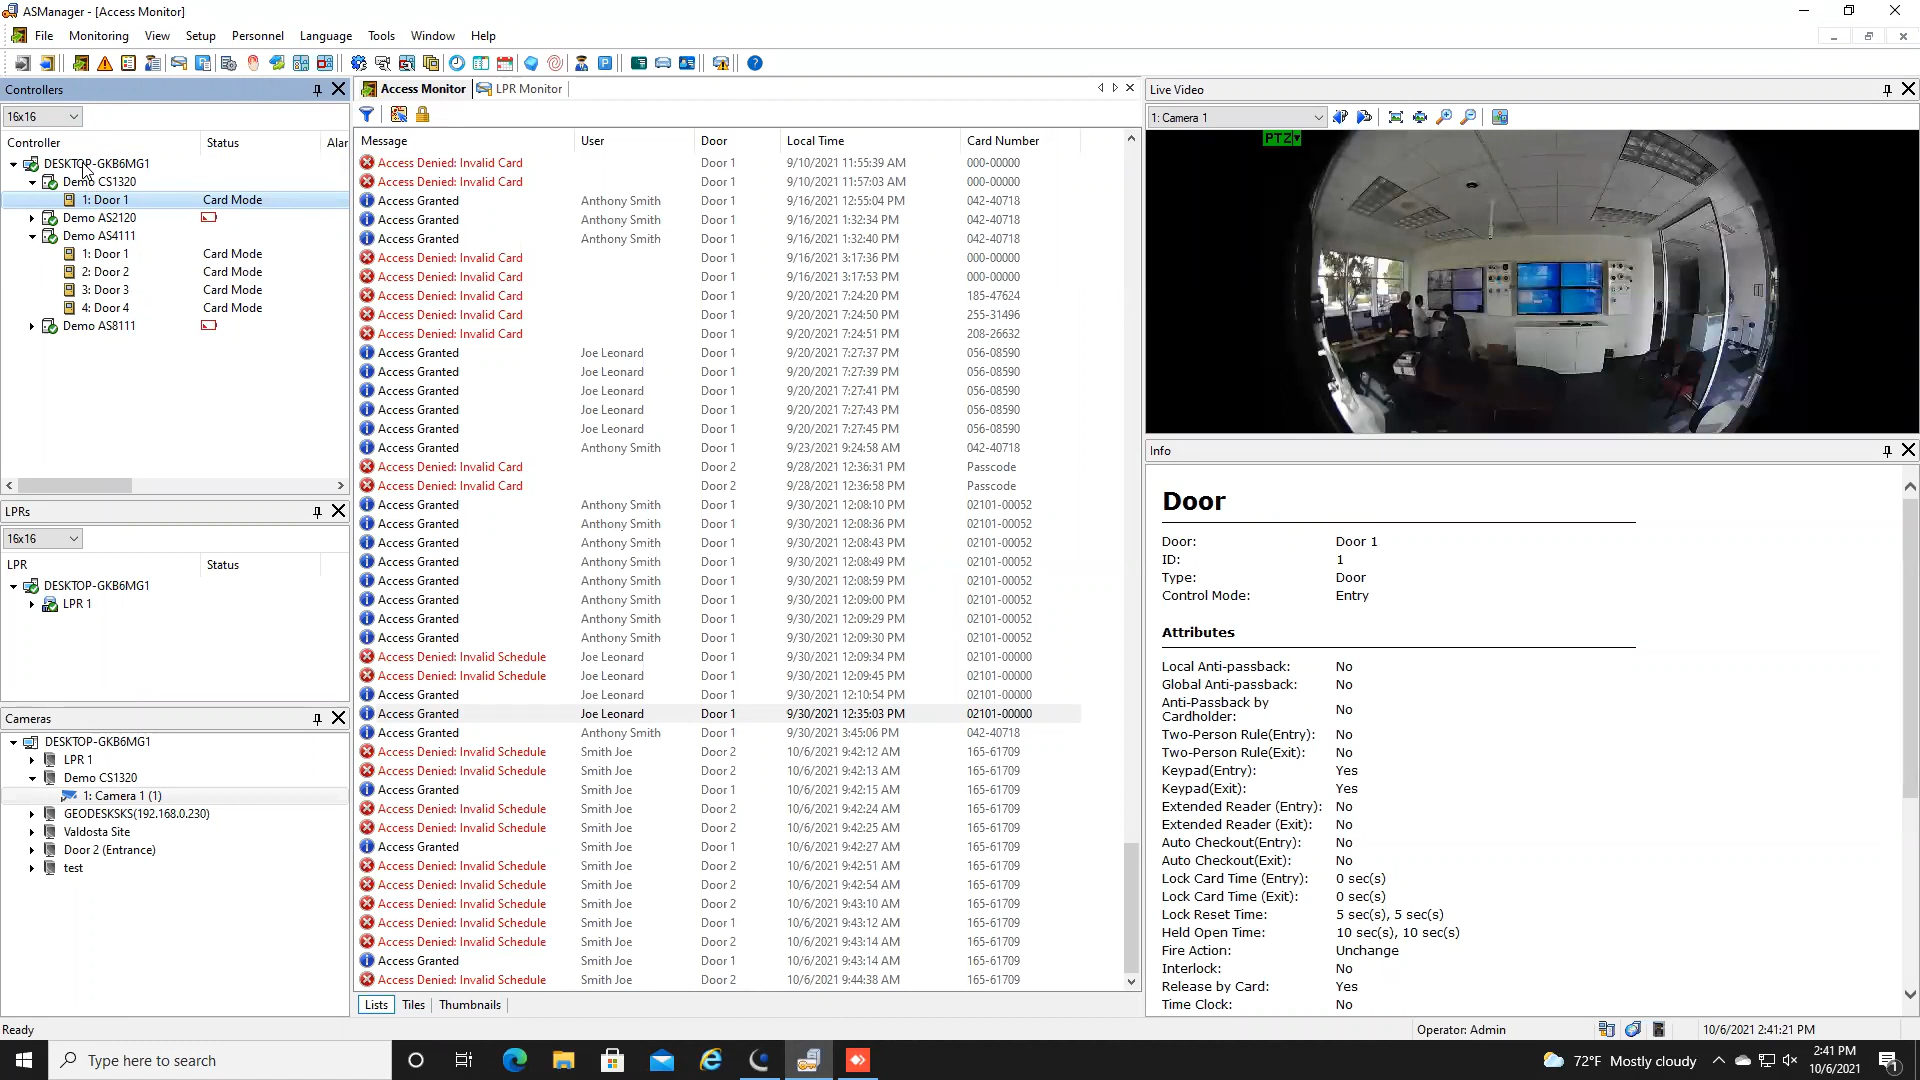 ASManager - [Access Monitor]
File Monitoring View Setup Personnel Language Tools Window Help
Controllers
16x16
Controller Status Alar
DESKTOP-GKB6MG1
Demo CS1320
1: Door 1 Card Mode
Demo AS2120
Demo AS4111
1: Door 1 Card Mode
2: Door 2 Card Mode
3: Door 3 Card Mode
4: Door 4 Card Mode
Demo AS8111
LPRs
16x16
LPR Status
DESKTOP-GKB6MG1
LPR 1
Cameras
DESKTOP-GKB6MG1
LPR 1
Demo CS1320
1: Camera 1 (1)
GEODESKSKS(192.168.0.230)
Valdosta Site
Door 2 (Entrance)
test
Access Monitor LPR Monitor
Message User Door Local Time Card Number
Access Denied: Invalid Card Door 1 9/10/2021 11:55:39 AM 000-00000
Access Denied: Invalid Card Door 1 9/10/2021 11:57:03 AM 000-00000
Access Granted Anthony Smith Door 1 9/16/2021 12:55:04 PM 042-40718
Access Granted Anthony Smith Door 1 9/16/2021 1:32:34 PM 042-40718
Access Granted Anthony Smith Door 1 9/16/2021 1:32:40 PM 042-40718
Access Denied: Invalid Card Door 1 9/16/2021 3:17:36 PM 000-00000
Access Denied: Invalid Card Door 1 9/16/2021 3:17:53 PM 000-00000
Access Denied: Invalid Card Door 1 9/20/2021 7:24:20 PM 185-47624
Access Denied: Invalid Card Door 1 9/20/2021 7:24:50 PM 255-31496
Access Denied: Invalid Card Door 1 9/20/2021 7:24:51 PM 208-26632
Access Granted Joe Leonard Door 1 9/20/2021 7:27:37 PM 056-08590
Access Granted Joe Leonard Door 1 9/20/2021 7:27:39 PM 056-08590
Access Granted Joe Leonard Door 1 9/20/2021 7:27:41 PM 056-08590
Access Granted Joe Leonard Door 1 9/20/2021 7:27:43 PM 056-08590
Access Granted Joe Leonard Door 1 9/20/2021 7:27:45 PM 056-08590
Access Granted Anthony Smith Door 1 9/23/2021 9:24:58 AM 042-40718
Access Denied: Invalid Card Door 2 9/28/2021 12:36:31 PM Passcode
Access Denied: Invalid Card Door 2 9/28/2021 12:36:58 PM Passcode
Access Granted Anthony Smith Door 1 9/30/2021 12:08:10 PM 02101-00052
Access Granted Anthony Smith Door 1 9/30/2021 12:08:36 PM 02101-00052
Access Granted Anthony Smith Door 1 9/30/2021 12:08:43 PM 02101-00052
Access Granted Anthony Smith Door 1 9/30/2021 12:08:49 PM 02101-00052
Access Granted Anthony Smith Door 1 9/30/2021 12:08:59 PM 02101-00052
Access Granted Anthony Smith Door 1 9/30/2021 12:09:00 PM 02101-00052
Access Granted Anthony Smith Door 1 9/30/2021 12:09:29 PM 02101-00052
Access Granted Anthony Smith Door 1 9/30/2021 12:09:30 PM 02101-00052
Access Denied: Invalid Schedule Joe Leonard Door 1 9/30/2021 12:09:34 PM 02101-00000
Access Denied: Invalid Schedule Joe Leonard Door 1 9/30/2021 12:09:45 PM 02101-00000
Access Granted Joe Leonard Door 1 9/30/2021 12:10:54 PM 02101-00000
Access Granted Joe Leonard Door 1 9/30/2021 12:35:03 PM 02101-00000
Access Granted Anthony Smith Door 1 9/30/2021 3:45:06 PM 042-40718
Access Denied: Invalid Schedule Smith Joe Door 2 10/6/2021 9:42:12 AM 165-61709
Access Denied: Invalid Schedule Smith Joe Door 2 10/6/2021 9:42:13 AM 165-61709
Access Granted Smith Joe Door 1 10/6/2021 9:42:15 AM 165-61709
Access Denied: Invalid Schedule Smith Joe Door 2 10/6/2021 9:42:24 AM 165-61709
Access Denied: Invalid Schedule Smith Joe Door 2 10/6/2021 9:42:25 AM 165-61709
Access Granted Smith Joe Door 1 10/6/2021 9:42:27 AM 165-61709
Access Denied: Invalid Schedule Smith Joe Door 2 10/6/2021 9:42:51 AM 165-61709
Access Denied: Invalid Schedule Smith Joe Door 2 10/6/2021 9:42:54 AM 165-61709
Access Denied: Invalid Schedule Smith Joe Door 2 10/6/2021 9:43:10 AM 165-61709
Access Denied: Invalid Schedule Smith Joe Door 1 10/6/2021 9:43:12 AM 165-61709
Access Denied: Invalid Schedule Smith Joe Door 2 10/6/2021 9:43:14 AM 165-61709
Access Granted Smith Joe Door 1 10/6/2021 9:43:14 AM 165-61709
Access Denied: Invalid Schedule Smith Joe Door 2 10/6/2021 9:44:38 AM 165-61709
Lists Tiles Thumbnails
Live Video
1: Camera 1
PTZ
Info
Door
Door: Door 1
ID: 1
Type: Door
Control Mode: Entry
Attributes
Local Anti-passback: No
Global Anti-passback: No
Anti-Passback by
Cardholder: No
Two-Person Rule(Entry): No
Two-Person Rule(Exit): No
Keypad(Entry): Yes
Keypad(Exit): Yes
Extended Reader (Entry): No
Extended Reader (Exit): No
Auto Checkout(Entry): No
Auto Checkout(Exit): No
Lock Card Time (Entry): 0 sec(s)
Lock Card Time (Exit): 0 sec(s)
Lock Reset Time: 5 sec(s), 5 sec(s)
Held Open Time: 10 sec(s), 10 sec(s)
Fire Action: Unchange
Interlock: No
Release by Card: Yes
Time Clock: No
Ready Operator: Admin 10/6/2021 2:41:21 PM
Type here to search 72°F Mostly cloudy 2:41 PM
10/6/2021
1